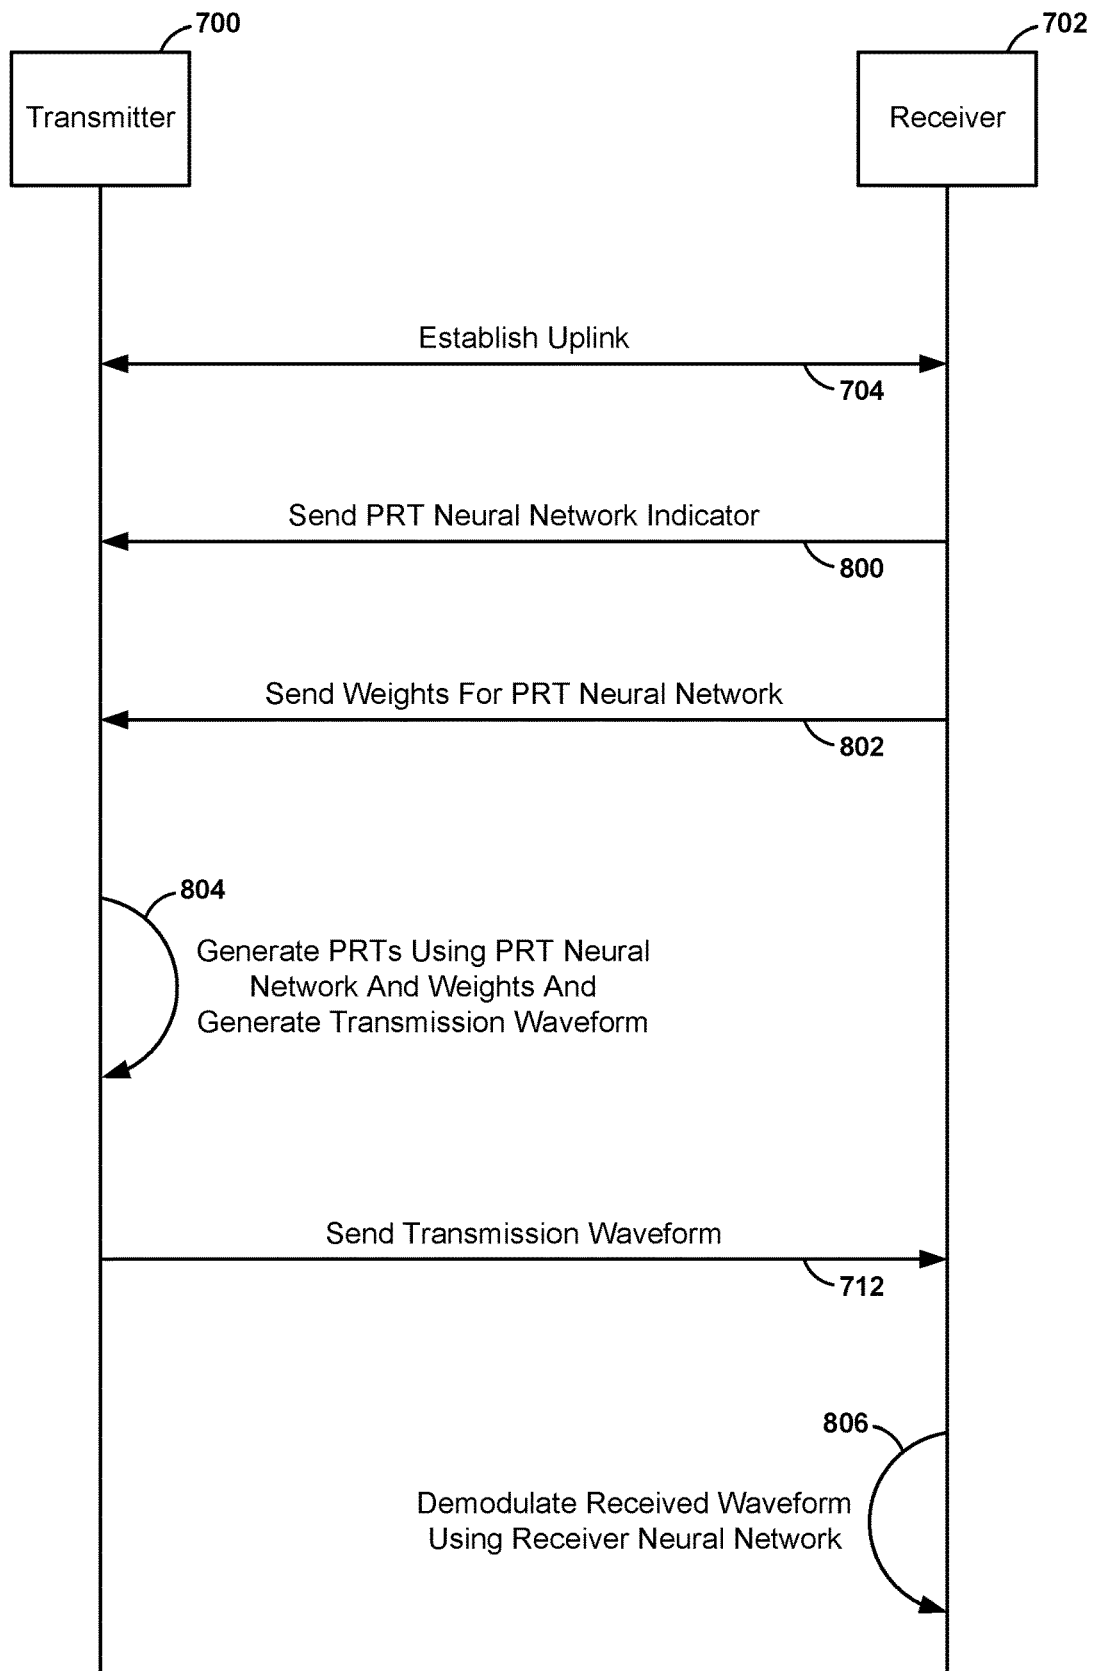 700
702
Transmitter
Receiver
Establish Uplink
704
Send PRT Neural Network Indicator
800
Send Weights For PRT Neural Network
802
804
Generate PRTs Using PRT Neural
Network And Weights And
Generate Transmission Waveform
Send Transmission Waveform
712
806
Demodulate Received Waveform
Using Receiver Neural Network